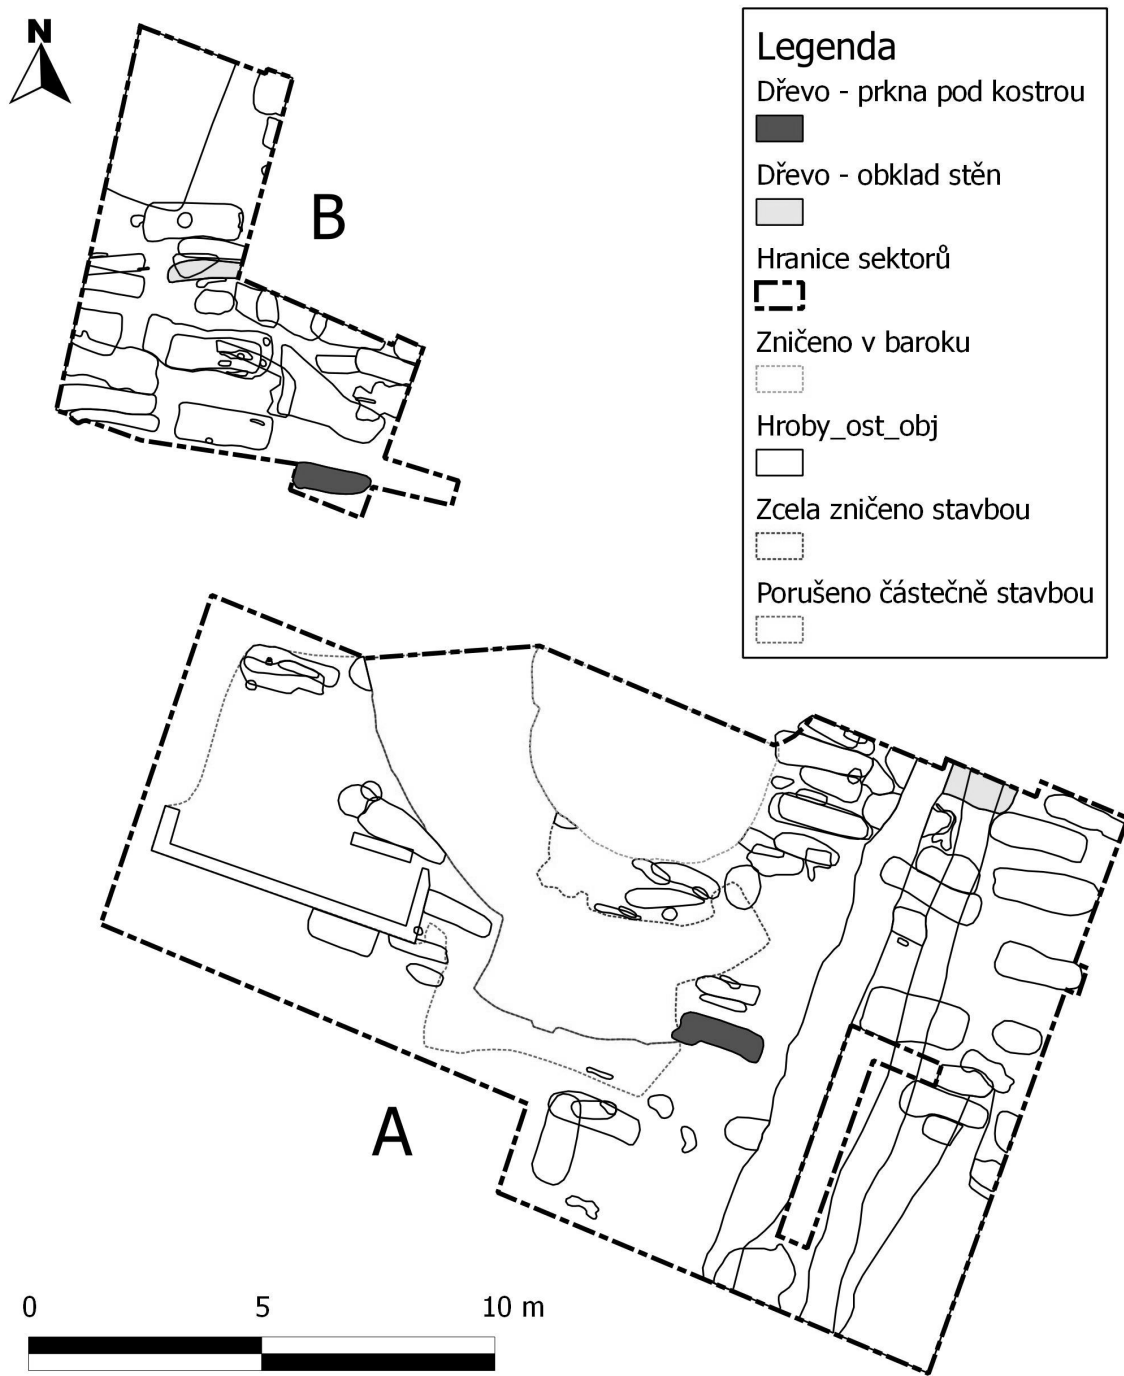 N
B
Legenda
Dřevo - prkna pod kostrou
Dřevo - obklad stěn
Hranice sektorů
Zničeno v baroku
Hroby_ost_obj
Zcela zničeno stavbou
Porušeno částečně stavbou
A
0 5 10 m